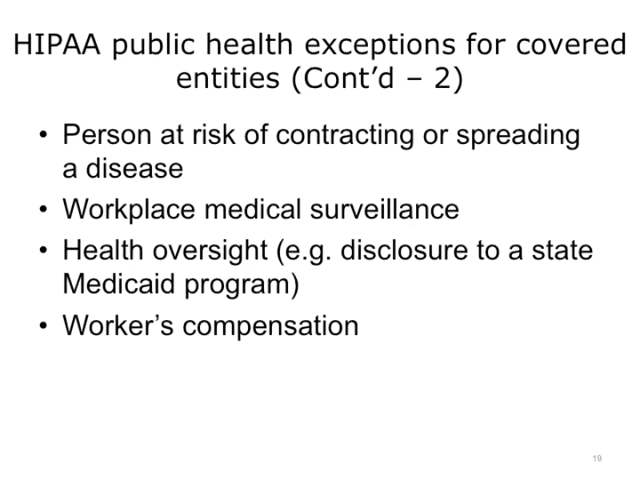 HIPAA public health exceptions for covered
entities (Cont’d – 2)
• Person at risk of contracting or spreading
a disease
• Workplace medical surveillance
• Health oversight (e.g. disclosure to a state
Medicaid program)
• Worker’s compensation
19